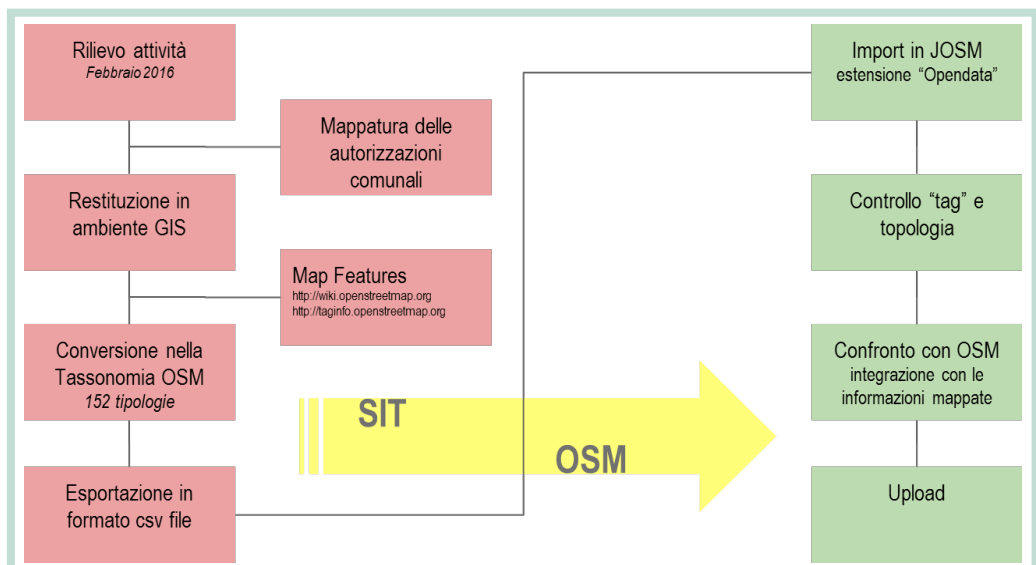 Rilievo attività
Febbraio 2016
Mappatura delle
autorizzazioni
comunali
Restituzione in
ambiente GIS
Map Features
http://wiki.openstreetmap.org
http://taginfo.openstreetmap.org
Conversione nella
Tassonomia OSM
152 tipologie
Esportazione in
formato csv file
SIT
OSM
Import in JOSM
estensione “Opendata”
Controllo “tag” e
topologia
Confronto con OSM
integrazione con le
informazioni mappate
Upload